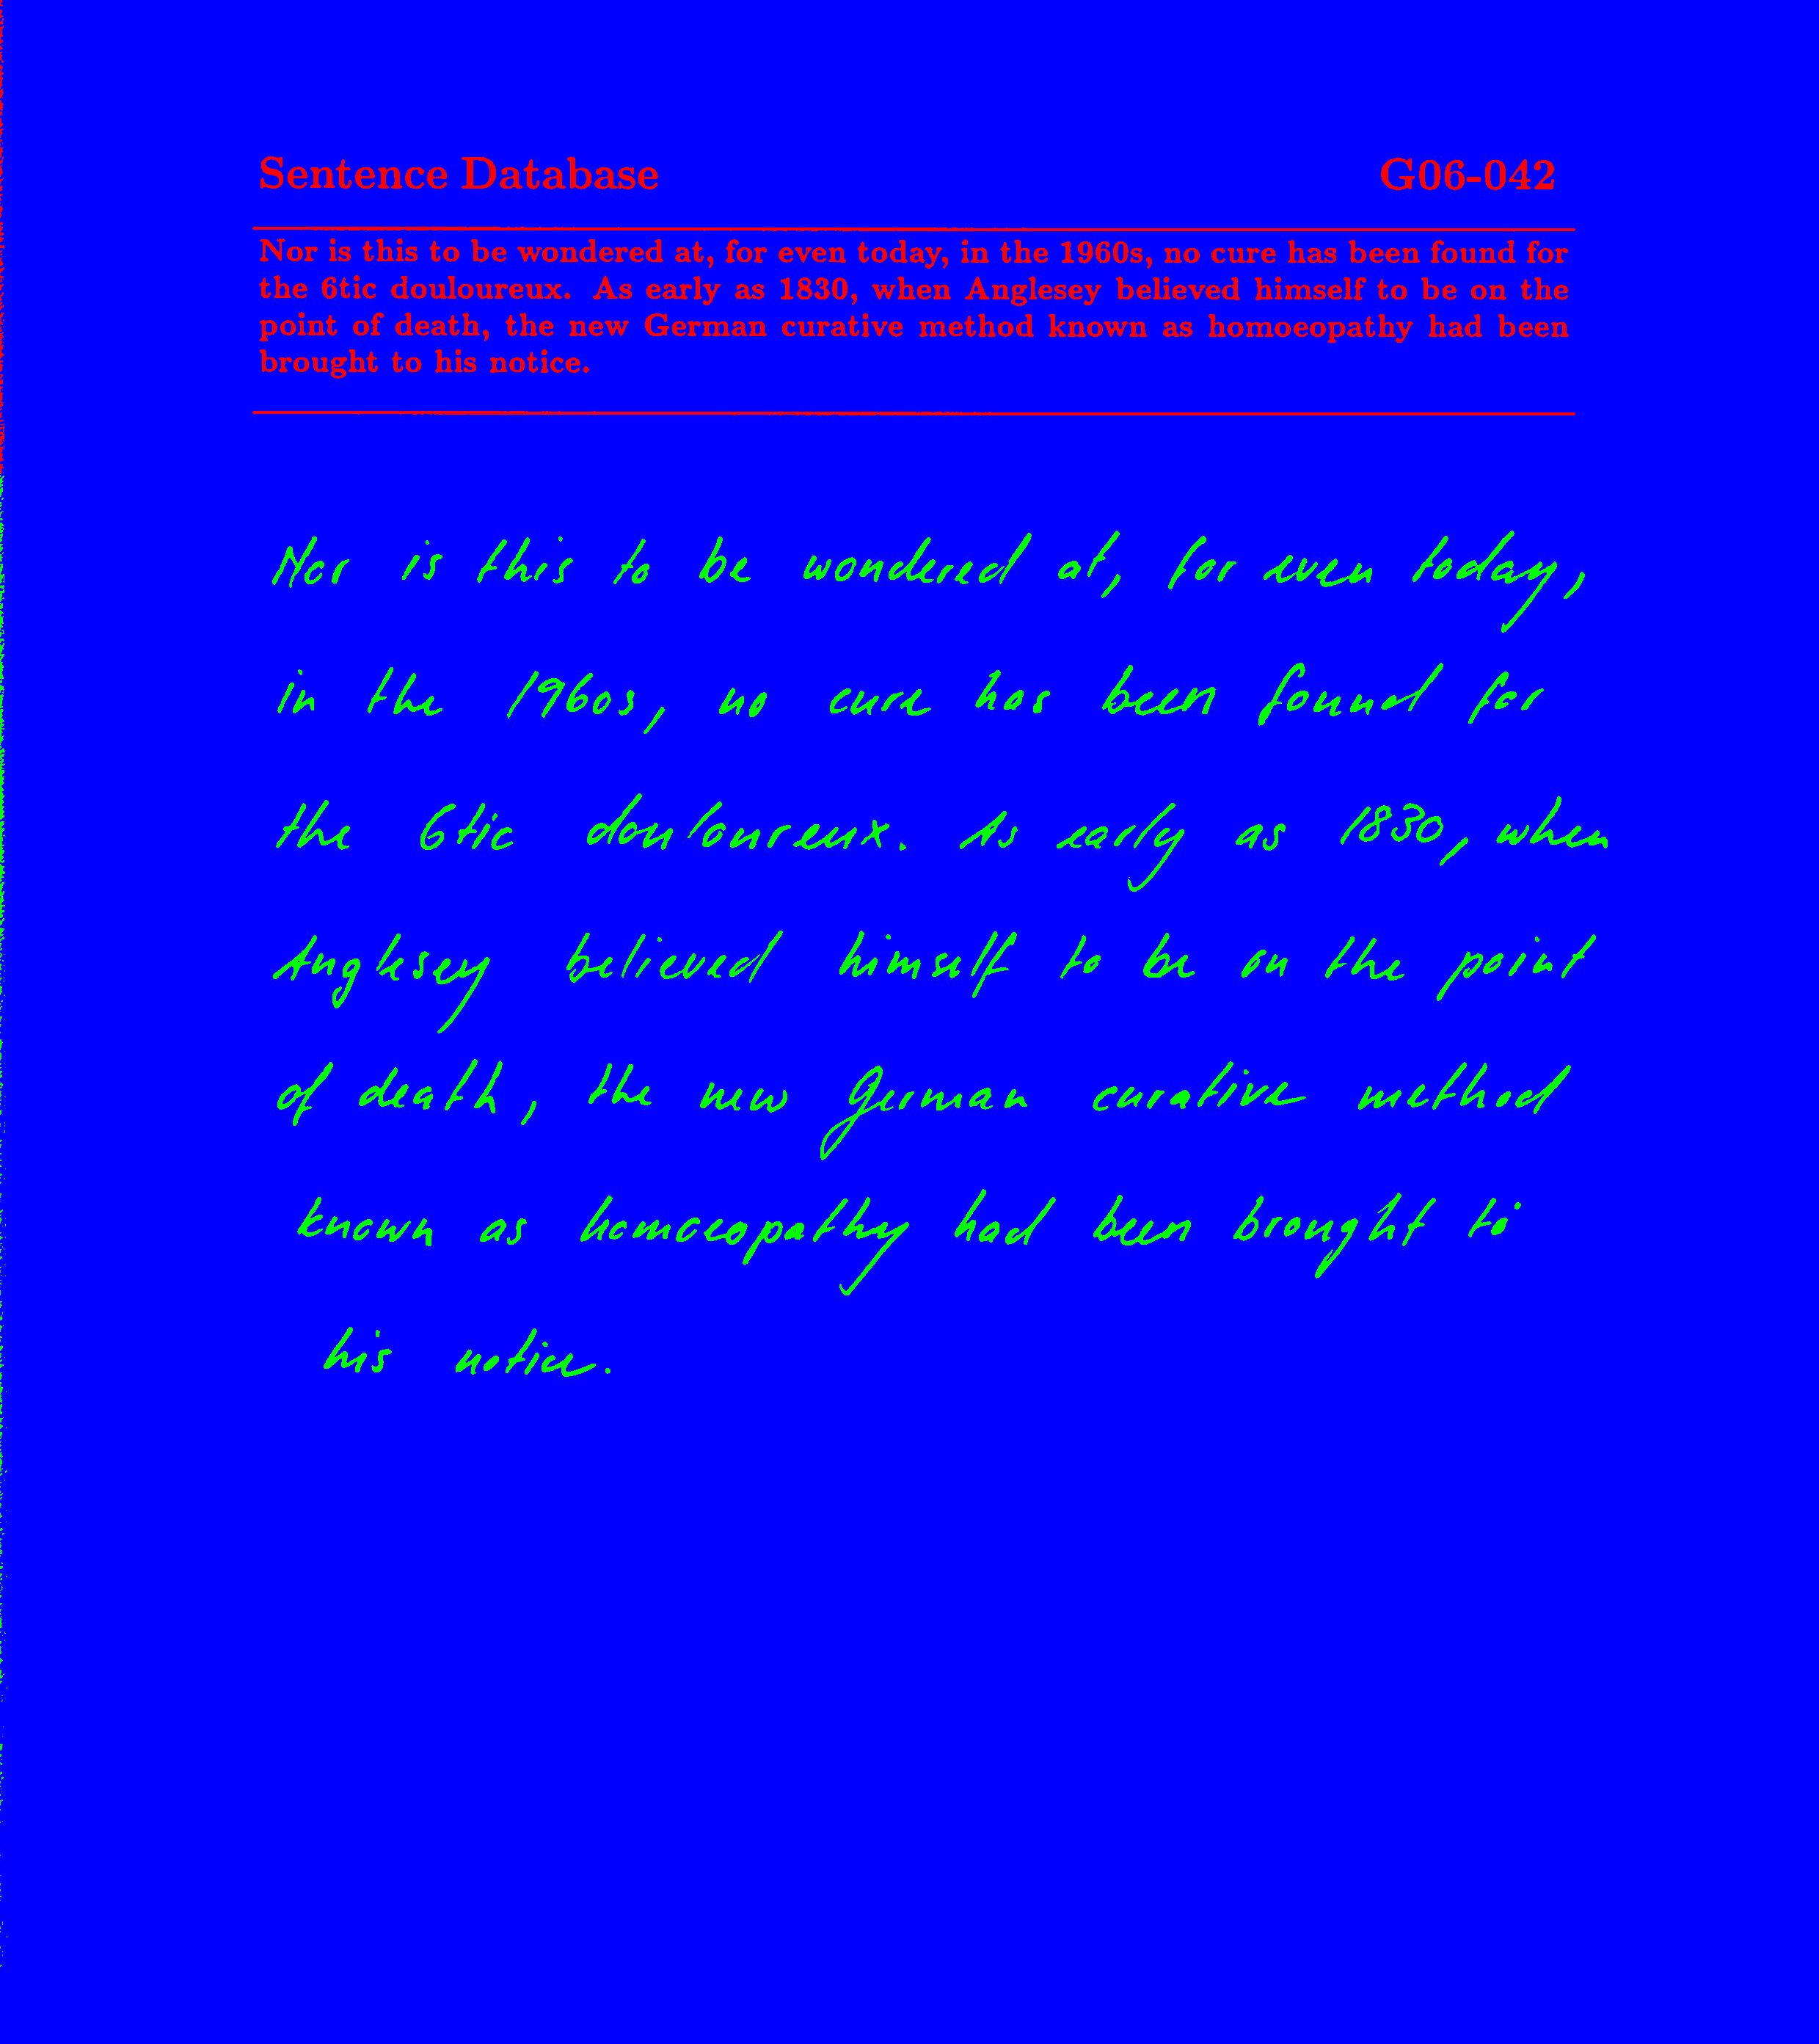 Sentence Database G06-042
Nor is this to be wondered at, for even today, in the 1960s, no cure has been found for
the 6tic douloureux. As early as 1830, when Anglesey believed himself to be on the
point of death, the new German curative method known as homoeopathy had been
brought to his notice.
Nor is this to be wondered at, for even today,
in the 1960s, no cure has been found for
the 6tic douloureux. As early as 1830, when
Anglesey believed himself to be on the point
of death, the new German curative method
known as homoeopathy had been brought to
his notice.